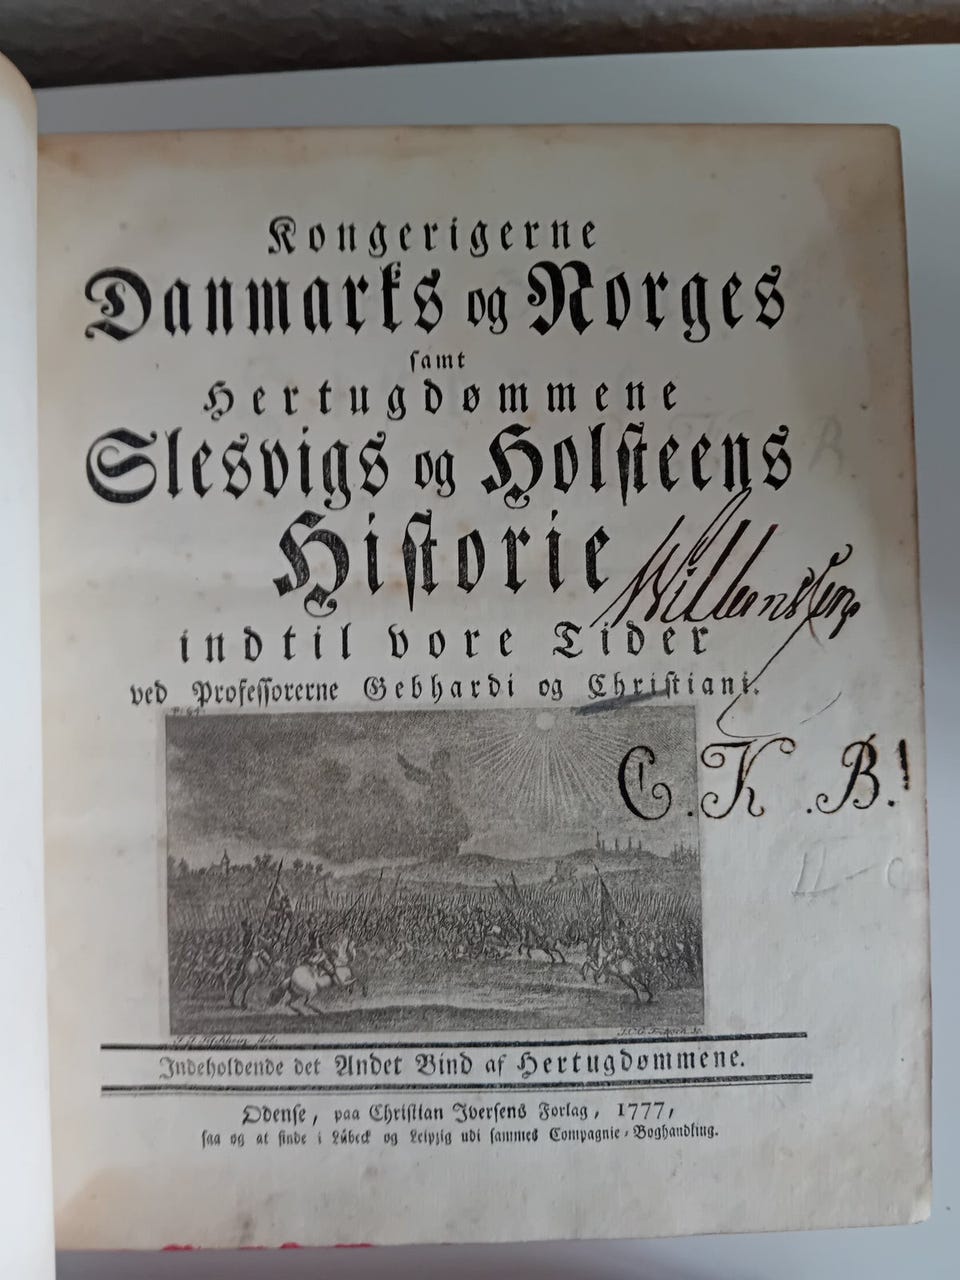 Kongerigerne
Danmarks og Norges
samt
Hertugdømmene
Slesvigs og Holsteens
Historie
indtil vore Tider
ved Professorerne Gebhardi og Christiani.
C. K. B.!
Indeholdende det Andet Bind af Hertugdømmene.
Odense, paa Christian Iversens Forlag, 1777,
saa og at finde i Lübeck og Leipzig udi sammes Compagnie-Boghandling.